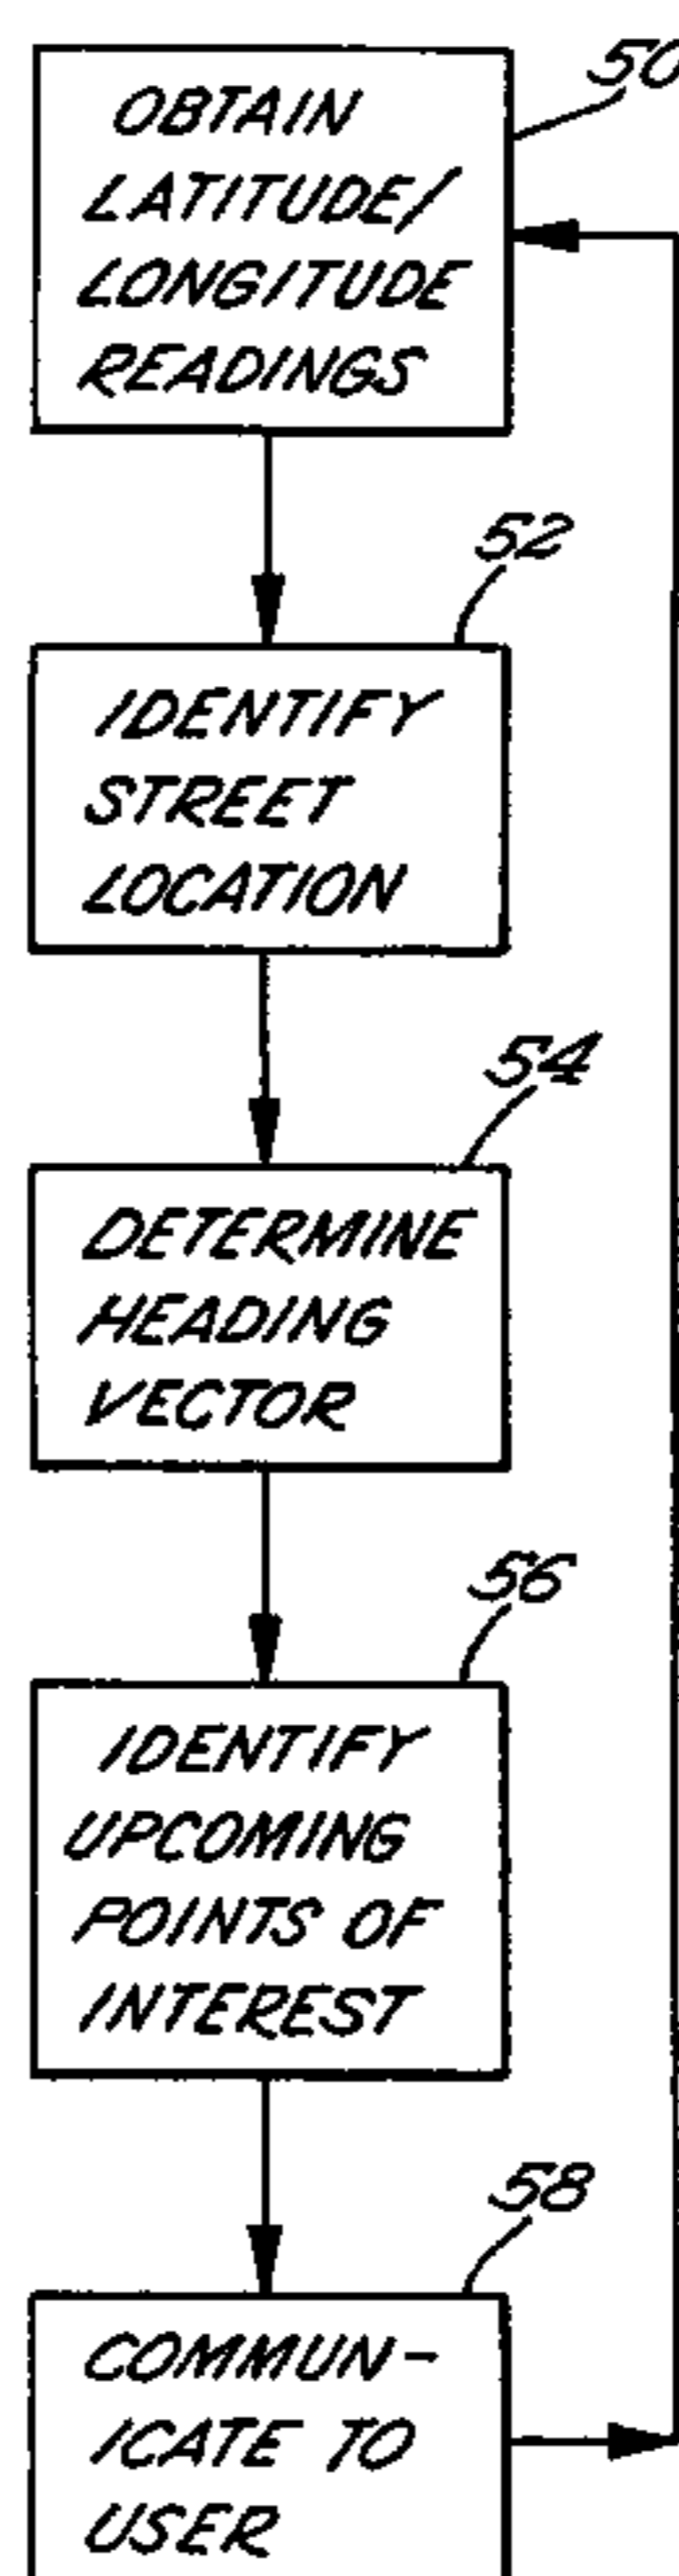 50
OBTAIN
LATITUDE/
LONGITUDE
READINGS
52
IDENTIFY
STREET
LOCATION
54
DETERMINE
HEADING
VECTOR
56
IDENTIFY
UPCOMING
POINTS OF
INTEREST
58
COMMUN-
ICATE TO
USER